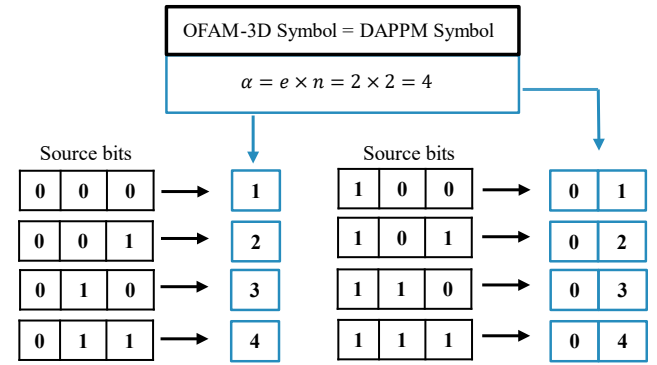 OFAM-3D Symbol = DAPPM Symbol
𝛼 = 𝑒 × 𝑛 = 2 × 2 = 4
Source bits
0 0 0 1
0 0 1 2
0 1 0 3
0 1 1 4
Source bits
1 0 0 0 1
1 0 1 0 2
1 1 0 0 3
1 1 1 0 4